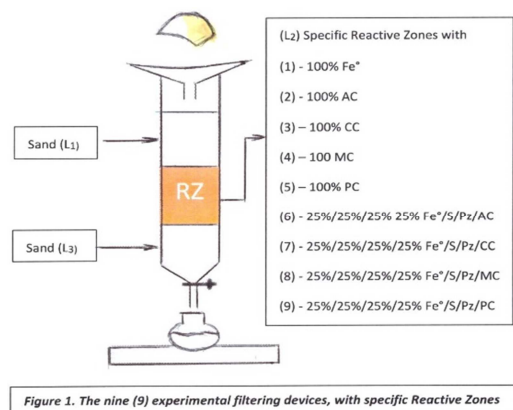 (L₂) Specific Reactive Zones with
(1) - 100% Fe°
(2) - 100% AC
(3) – 100% CC
(4) – 100 MC
(5) – 100% PC
(6) - 25%/25%/25% 25% Fe°/S/Pz/AC
(7) - 25%/25%/25%/25% Fe°/S/Pz/CC
(8) - 25%/25%/25%/25% Fe°/S/Pz/MC
(9) - 25%/25%/25%/25% Fe°/S/Pz/PC
Sand (L₁)
RZ
Sand (L₃)
Figure 1. The nine (9) experimental filtering devices, with specific Reactive Zones